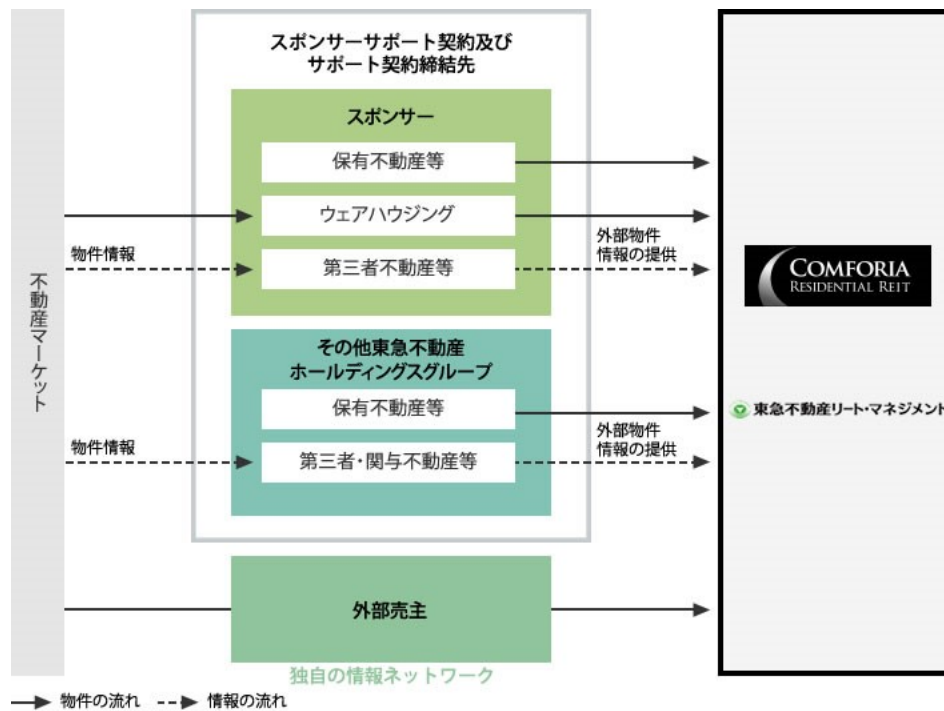 スポンサーサポート契約及び
サポート契約締結先
スポンサー
保有不動産等
ウェアハウジング
第三者不動産等
物件情報
外部物件
情報の提供
不動産マーケット
その他東急不動産
ホールディングスグループ
保有不動産等
第三者・関与不動産等
物件情報
外部物件
情報の提供
COMFORIA
RESIDENTIAL REIT
東急不動産リート・マネジメント
外部売主
独自の情報ネットワーク
物件の流れ
情報の流れ